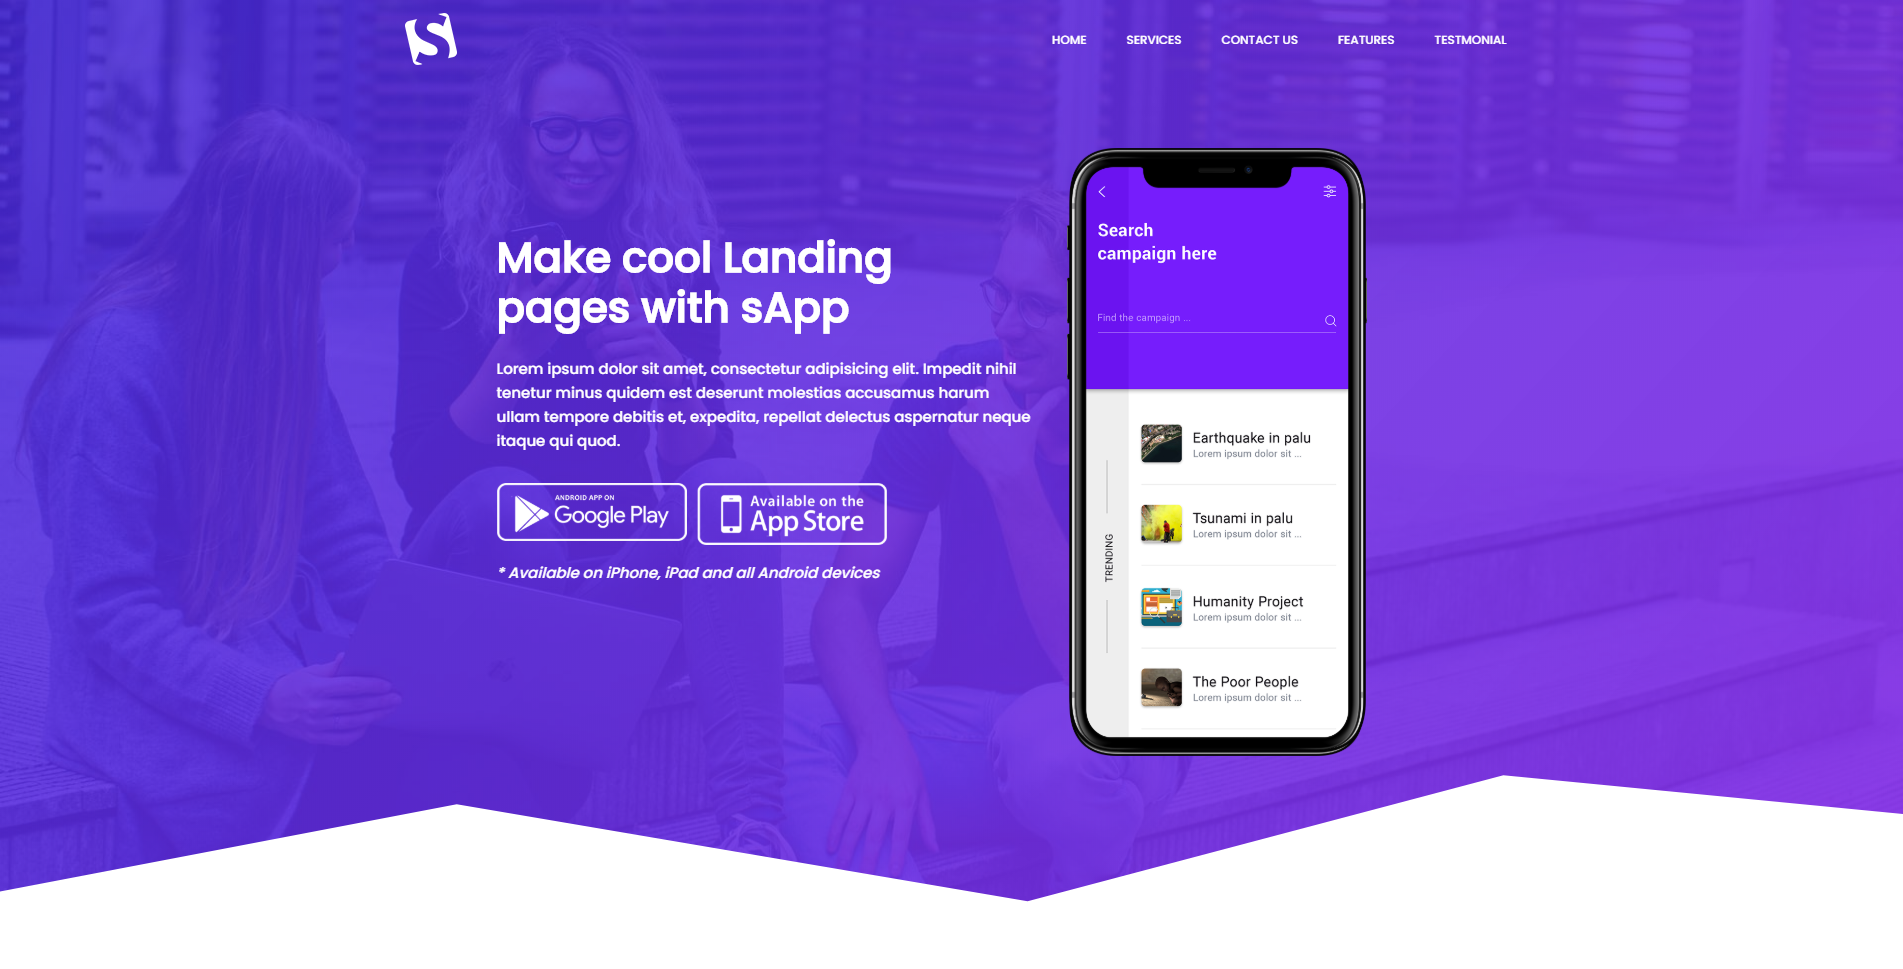 HOME SERVICES CONTACT US FEATURES TESTMONIAL
Make cool Landing
pages with sApp
Lorem ipsum dolor sit amet, consectetur adipisicing elit. Impedit nihil
tenetur minus quidem est deserunt molestias accusamus harum
ullam tempore debitis et, expedita, repellat delectus aspernatur neque
itaque qui quod.
ANDROID APP ON
Google Play
Available on the
App Store
* Available on iPhone, iPad and all Android devices
Search
campaign here
Find the campaign ...
TRENDING
Earthquake in palu
Lorem ipsum dolor sit ...
Tsunami in palu
Lorem ipsum dolor sit ...
Humanity Project
Lorem ipsum dolor sit ...
The Poor People
Lorem ipsum dolor sit ...